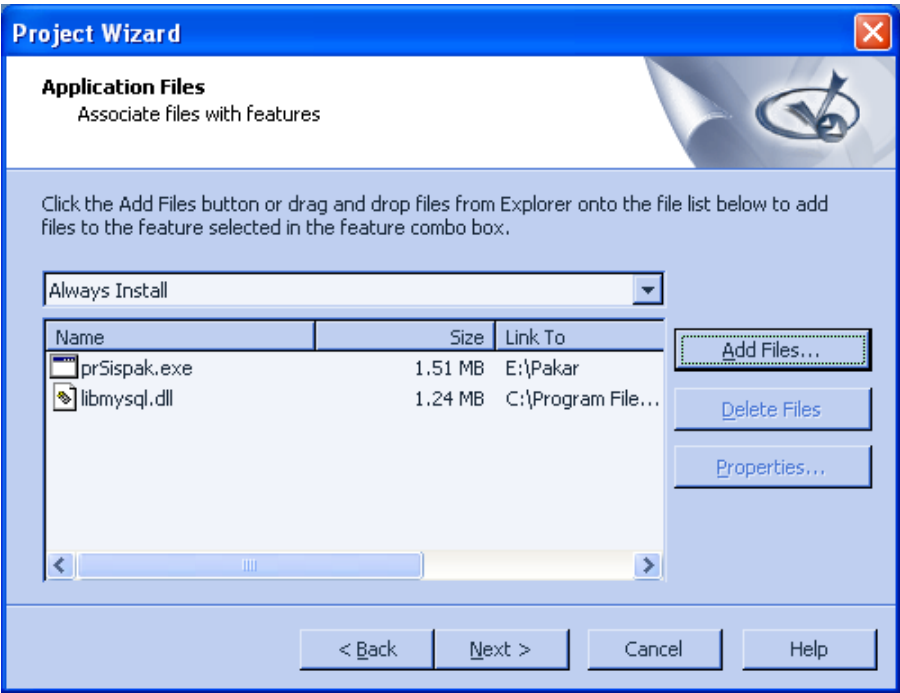 Project Wizard
Application Files
Associate files with features
Click the Add Files button or drag and drop files from Explorer onto the file list below to add
files to the feature selected in the feature combo box.
Always Install
Name Size Link To
prSispak.exe 1.51 MB E:\Pakar
libmysql.dll 1.24 MB C:\Program File...
Add Files...
Delete Files
Properties...
< Back Next > Cancel Help